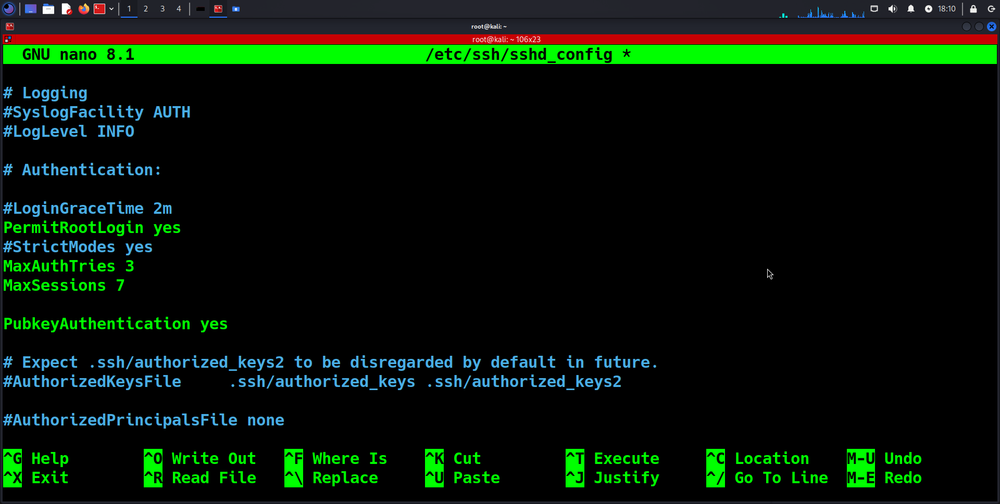 1 2 3 4 18:10
root@kali: ~
root@kali: ~ 106x23
GNU nano 8.1 /etc/ssh/sshd_config *
# Logging
#SyslogFacility AUTH
#LogLevel INFO
# Authentication:
#LoginGraceTime 2m
PermitRootLogin yes
#StrictModes yes
MaxAuthTries 3
MaxSessions 7
PubkeyAuthentication yes
# Expect .ssh/authorized_keys2 to be disregarded by default in future.
#AuthorizedKeysFile     .ssh/authorized_keys .ssh/authorized_keys2
#AuthorizedPrincipalsFile none
^G Help ^O Write Out ^F Where Is ^K Cut ^T Execute ^C Location M-U Undo
^X Exit ^R Read File ^\ Replace ^U Paste ^J Justify ^/ Go To Line M-E Redo